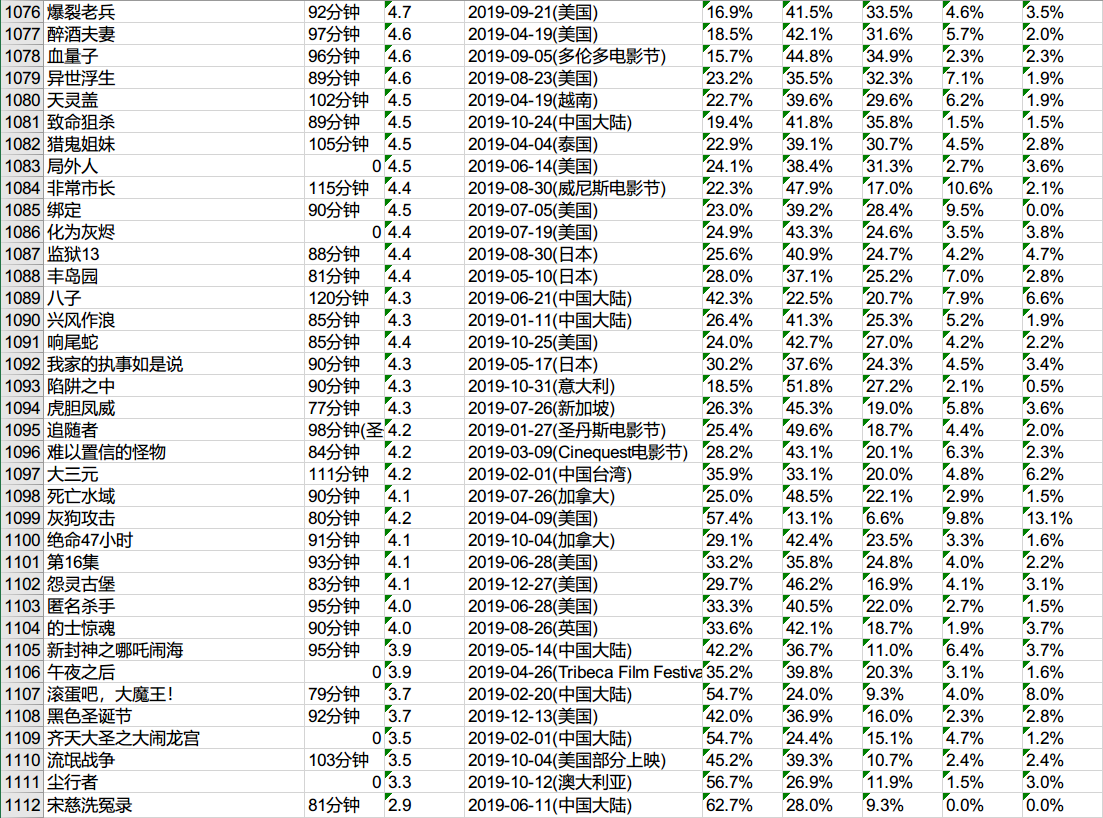 1076 爆裂老兵 92分钟 4.7 2019-09-21(美国) 16.9% 41.5% 33.5% 4.6% 3.5%
1077 醉酒夫妻 97分钟 4.6 2019-04-19(美国) 18.5% 42.1% 31.6% 5.7% 2.0%
1078 血量子 96分钟 4.6 2019-09-05(多伦多电影节) 15.7% 44.8% 34.9% 2.3% 2.3%
1079 异世浮生 89分钟 4.6 2019-08-23(美国) 23.2% 35.5% 32.3% 7.1% 1.9%
1080 天灵盖 102分钟 4.5 2019-04-19(越南) 22.7% 39.6% 29.6% 6.2% 1.9%
1081 致命狙杀 89分钟 4.5 2019-10-24(中国大陆) 19.4% 41.8% 35.8% 1.5% 1.5%
1082 猎鬼姐妹 105分钟 4.5 2019-04-04(泰国) 22.9% 39.1% 30.7% 4.5% 2.8%
1083 局外人 0 4.5 2019-06-14(美国) 24.1% 38.4% 31.3% 2.7% 3.6%
1084 非常市长 115分钟 4.4 2019-08-30(威尼斯电影节) 22.3% 47.9% 17.0% 10.6% 2.1%
1085 绑定 90分钟 4.5 2019-07-05(美国) 23.0% 39.2% 28.4% 9.5% 0.0%
1086 化为灰烬 0 4.4 2019-07-19(美国) 24.9% 43.3% 24.6% 3.5% 3.8%
1087 监狱13 88分钟 4.4 2019-08-30(日本) 25.6% 40.9% 24.7% 4.2% 4.7%
1088 丰岛园 81分钟 4.4 2019-05-10(日本) 28.0% 37.1% 25.2% 7.0% 2.8%
1089 八子 120分钟 4.3 2019-06-21(中国大陆) 42.3% 22.5% 20.7% 7.9% 6.6%
1090 兴风作浪 85分钟 4.3 2019-01-11(中国大陆) 26.4% 41.3% 25.3% 5.2% 1.9%
1091 响尾蛇 85分钟 4.4 2019-10-25(美国) 24.0% 42.7% 27.0% 4.2% 2.2%
1092 我家的执事如是说 90分钟 4.3 2019-05-17(日本) 30.2% 37.6% 24.3% 4.5% 3.4%
1093 陷阱之中 90分钟 4.3 2019-10-31(意大利) 18.5% 51.8% 27.2% 2.1% 0.5%
1094 虎胆凤威 77分钟 4.3 2019-07-26(新加坡) 26.3% 45.3% 19.0% 5.8% 3.6%
1095 追随者 98分钟(圣 4.2 2019-01-27(圣丹斯电影节) 25.4% 49.6% 18.7% 4.4% 2.0%
1096 难以置信的怪物 84分钟 4.2 2019-03-09(Cinequest电影节) 28.2% 43.1% 20.1% 6.3% 2.3%
1097 大三元 111分钟 4.2 2019-02-01(中国台湾) 35.9% 33.1% 20.0% 4.8% 6.2%
1098 死亡水域 90分钟 4.1 2019-07-26(加拿大) 25.0% 48.5% 22.1% 2.9% 1.5%
1099 灰狗攻击 80分钟 4.2 2019-04-09(美国) 57.4% 13.1% 6.6% 9.8% 13.1%
1100 绝命47小时 91分钟 4.1 2019-10-04(加拿大) 29.1% 42.4% 23.5% 3.3% 1.6%
1101 第16集 93分钟 4.1 2019-06-28(美国) 33.2% 35.8% 24.8% 4.0% 2.2%
1102 怨灵古堡 83分钟 4.1 2019-12-27(美国) 29.7% 46.2% 16.9% 4.1% 3.1%
1103 匿名杀手 95分钟 4.0 2019-06-28(美国) 33.3% 40.5% 22.0% 2.7% 1.5%
1104 的士惊魂 90分钟 4.0 2019-08-26(英国) 33.6% 42.1% 18.7% 1.9% 3.7%
1105 新封神之哪吒闹海 95分钟 3.9 2019-05-14(中国大陆) 42.2% 36.7% 11.0% 6.4% 3.7%
1106 午夜之后 0 3.9 2019-04-26(Tribeca Film Festiva 35.2% 39.8% 20.3% 3.1% 1.6%
1107 滚蛋吧，大魔王！ 79分钟 3.7 2019-02-20(中国大陆) 54.7% 24.0% 9.3% 4.0% 8.0%
1108 黑色圣诞节 92分钟 3.7 2019-12-13(美国) 42.0% 36.9% 16.0% 2.3% 2.8%
1109 齐天大圣之大闹龙宫 0 3.5 2019-02-01(中国大陆) 54.7% 24.4% 15.1% 4.7% 1.2%
1110 流氓战争 103分钟 3.5 2019-10-04(美国部分上映) 45.2% 39.3% 10.7% 2.4% 2.4%
1111 尘行者 0 3.3 2019-10-12(澳大利亚) 56.7% 26.9% 11.9% 1.5% 3.0%
1112 宋慈洗冤录 81分钟 2.9 2019-06-11(中国大陆) 62.7% 28.0% 9.3% 0.0% 0.0%